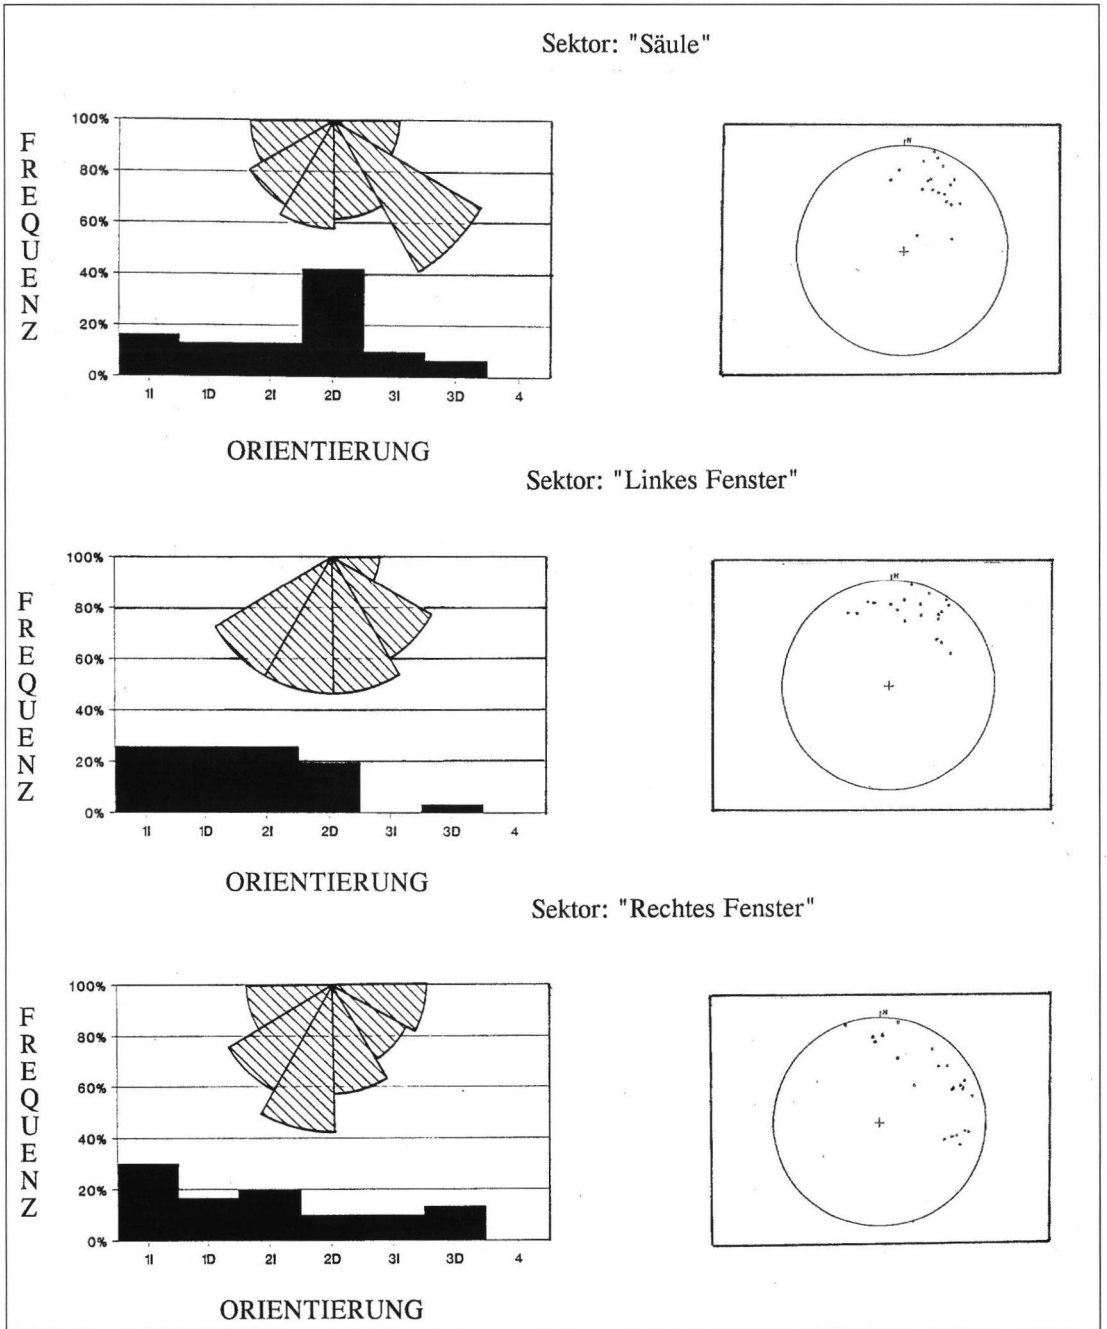 Sektor: "Säule"
FREQUENZ
100%
80%
60%
40%
20%
0%
1I 1D 2I 2D 3I 3D 4
ORIENTIERUNG
N
Sektor: "Linkes Fenster"
FREQUENZ
100%
80%
60%
40%
20%
0%
1I 1D 2I 2D 3I 3D 4
ORIENTIERUNG
N
Sektor: "Rechtes Fenster"
FREQUENZ
100%
80%
60%
40%
20%
0%
1I 1D 2I 2D 3I 3D 4
ORIENTIERUNG
N